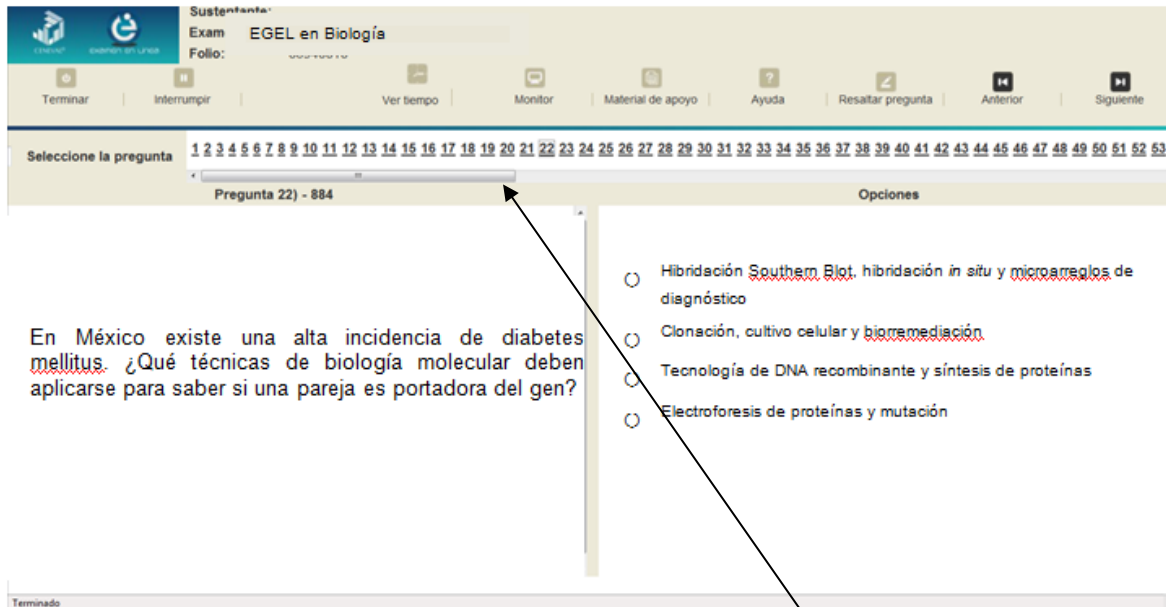 Sustentante:
Exam EGEL en Biología
Folio:
examen en línea
Terminar
Interrumpir
Ver tiempo
Monitor
Material de apoyo
Ayuda
Resaltar pregunta
Anterior
Siguiente
Seleccione la pregunta 1 2 3 4 5 6 7 8 9 10 11 12 13 14 15 16 17 18 19 20 21 22 23 24 25 26 27 28 29 30 31 32 33 34 35 36 37 38 39 40 41 42 43 44 45 46 47 48 49 50 51 52 53
Pregunta 22) - 884
Opciones
En México existe una alta incidencia de diabetes
mellitus. ¿Qué técnicas de biología molecular deben
aplicarse para saber si una pareja es portadora del gen?
Hibridación Southern Blot, hibridación in situ y microarreglos de
diagnóstico
Clonación, cultivo celular y biorremediación
Tecnología de DNA recombinante y síntesis de proteínas
Electroforesis de proteínas y mutación
Terminado